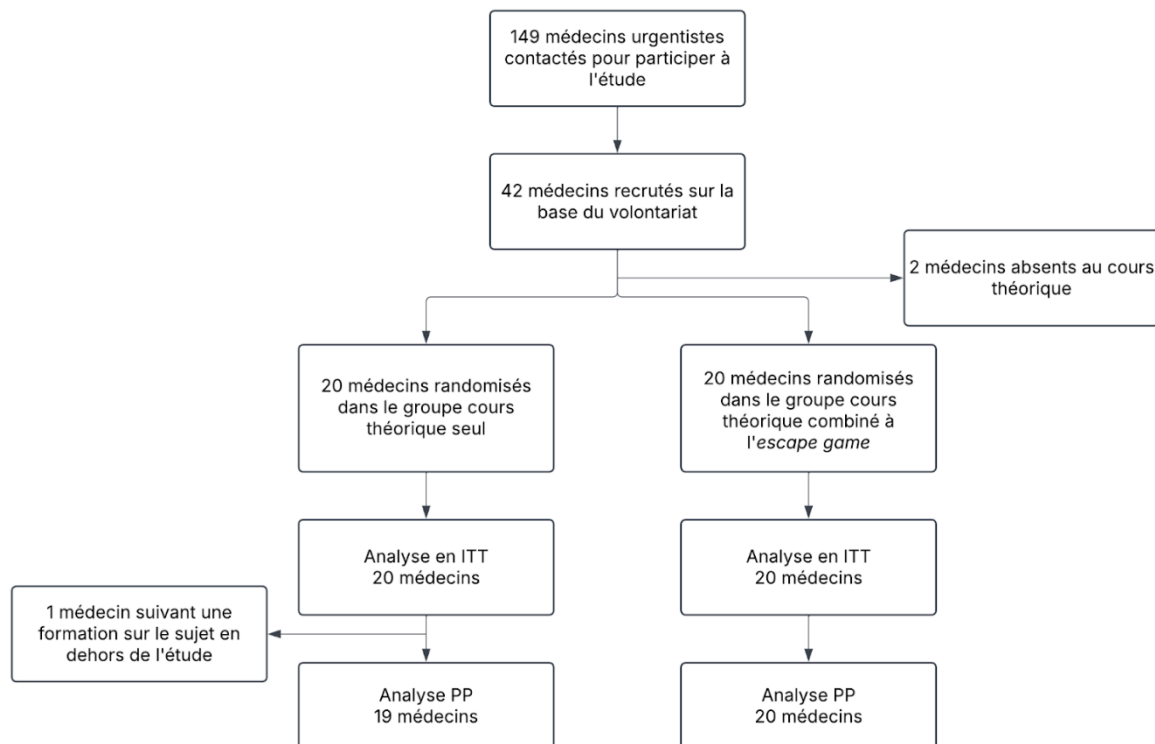 149 médecins urgentistes
contactés pour participer à
l'étude
42 médecins recrutés sur la
base du volontariat
2 médecins absents au cours
théorique
20 médecins randomisés
dans le groupe cours
théorique seul
20 médecins randomisés
dans le groupe cours
théorique combiné à
l'escape game
Analyse en ITT
20 médecins
Analyse en ITT
20 médecins
1 médecin suivant une
formation sur le sujet en
dehors de l'étude
Analyse PP
19 médecins
Analyse PP
20 médecins